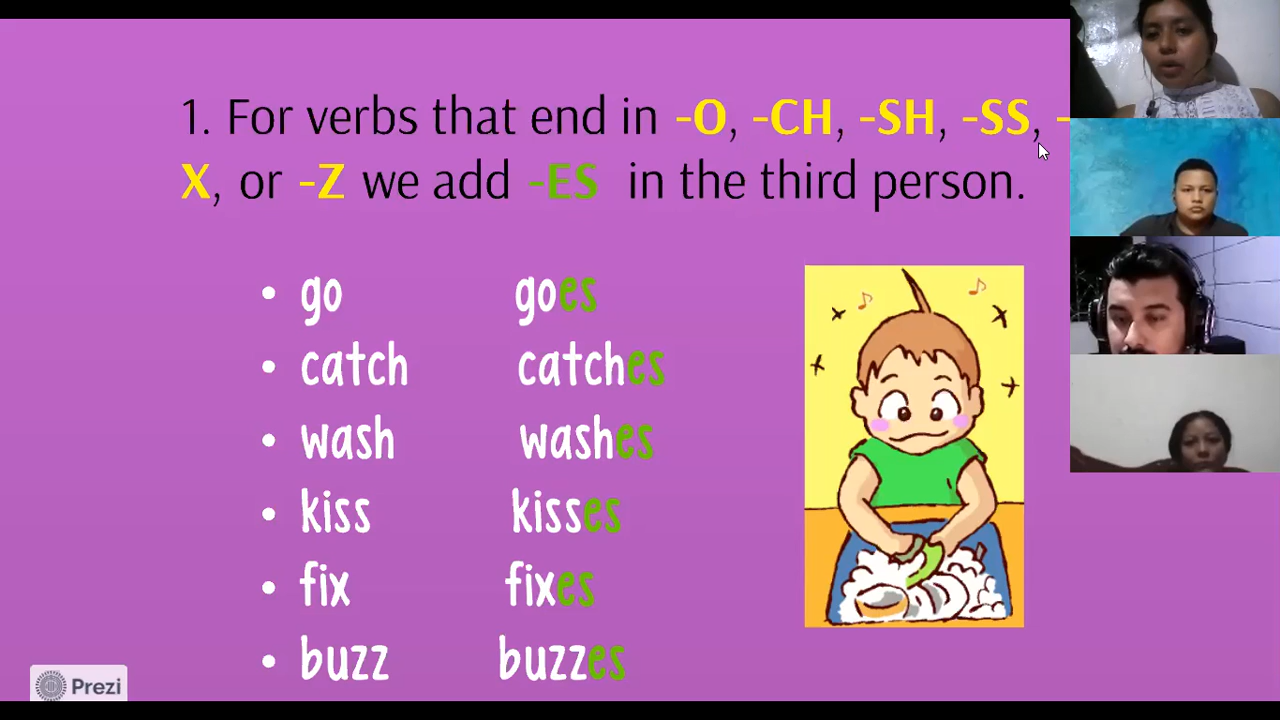 1. For verbs that end in -O, -CH, -SH, -SS, -
X, or -Z we add -ES in the third person.
• go goes
• catch catches
• wash washes
• kiss kisses
• fix fixes
• buzz buzzes
Prezi